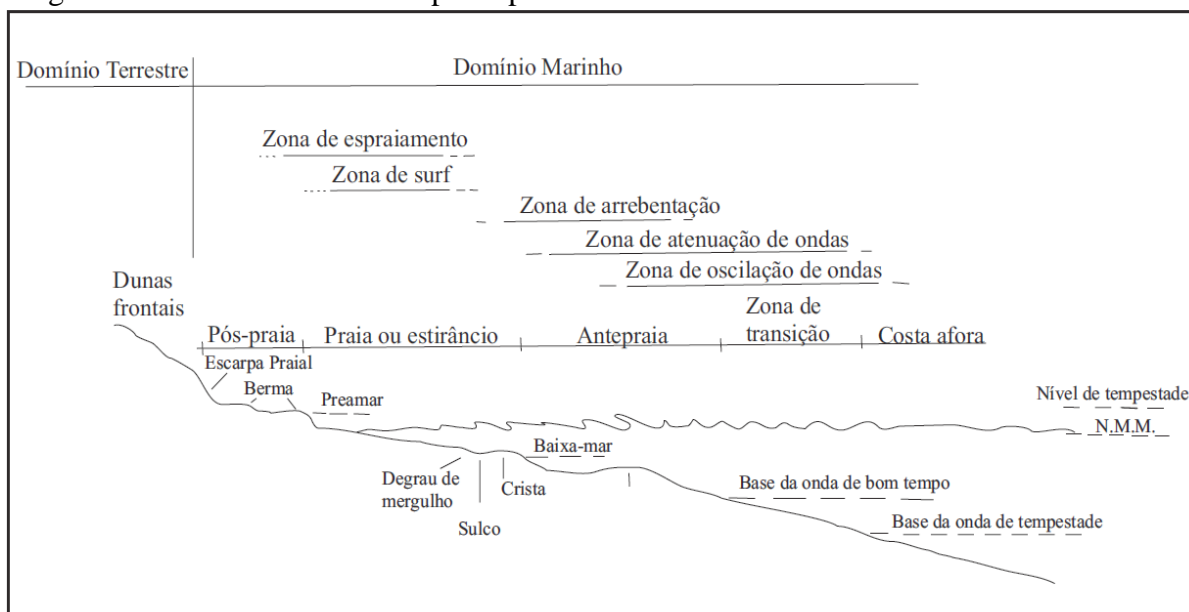 Domínio Terrestre
Domínio Marinho
Zona de espraiamento
Zona de surf
Zona de arrebentação
Zona de atenuação de ondas
Zona de oscilação de ondas
Dunas
frontais
Zona de
transição
Pós-praia
Praia ou estirâncio
Antepraia
Costa afora
Escarpa Praial
Berma
Preamar
Nível de tempestade
N.M.M.
Baixa-mar
Degrau de
mergulho
Crista
Sulco
Base da onda de bom tempo
Base da onda de tempestade